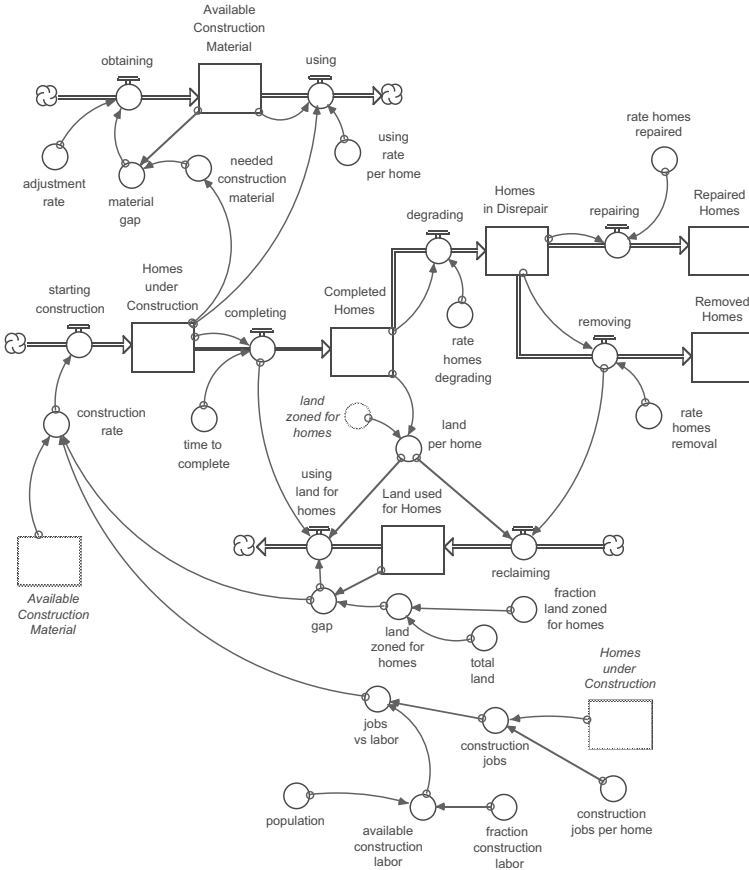 Available
Construction
Material
obtaining
using
adjustment
rate
material
gap
needed
construction
material
using
rate
per home
rate homes
repaired
Homes
in Disrepair
repairing
Repaired
Homes
degrading
starting
construction
Homes
under
Construction
completing
Completed
Homes
rate
homes
degrading
removing
Removed
Homes
construction
rate
time to
complete
land
zoned for
homes
land
per home
rate
homes
removal
using
land for
homes
Land used
for Homes
reclaiming
Available
Construction
Material
gap
land
zoned for
homes
fraction
land zoned
for homes
total
land
Homes
under
Construction
jobs
vs labor
construction
jobs
construction
jobs per home
population
available
construction
labor
fraction
construction
labor